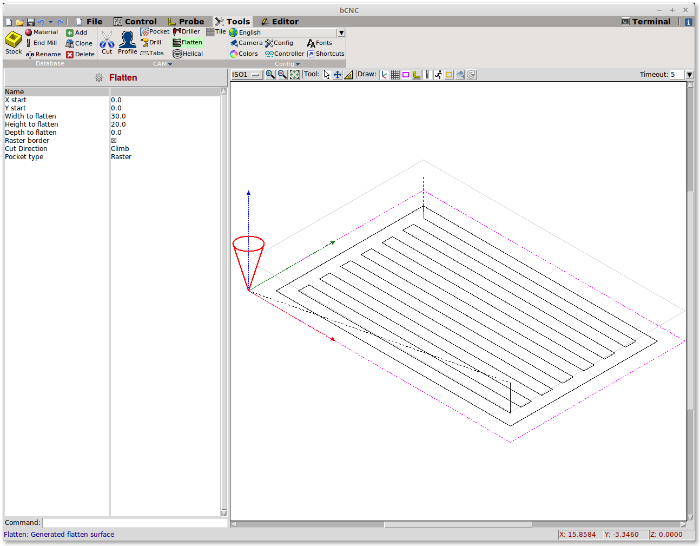 bCNC
File Control Probe Tools Editor Terminal
Material Add Pocket Driller Tile English
Stock End Mill Clone Cut Profile Drill Flatten Camera Config Fonts
Rename Delete Tabs Helical Colors Controller Shortcuts
Database CAM Config
Flatten
ISO1 Tool: Draw: Timeout: 5
Name
X start 0.0
Y start 0.0
Width to flatten 30.0
Height to flatten 20.0
Depth to flatten 0.0
Raster border
Cut Direction Climb
Pocket type Raster
Command:
Flatten: Generated flatten surface X: 15.8584 Y: -3.3460 Z: 0.0000